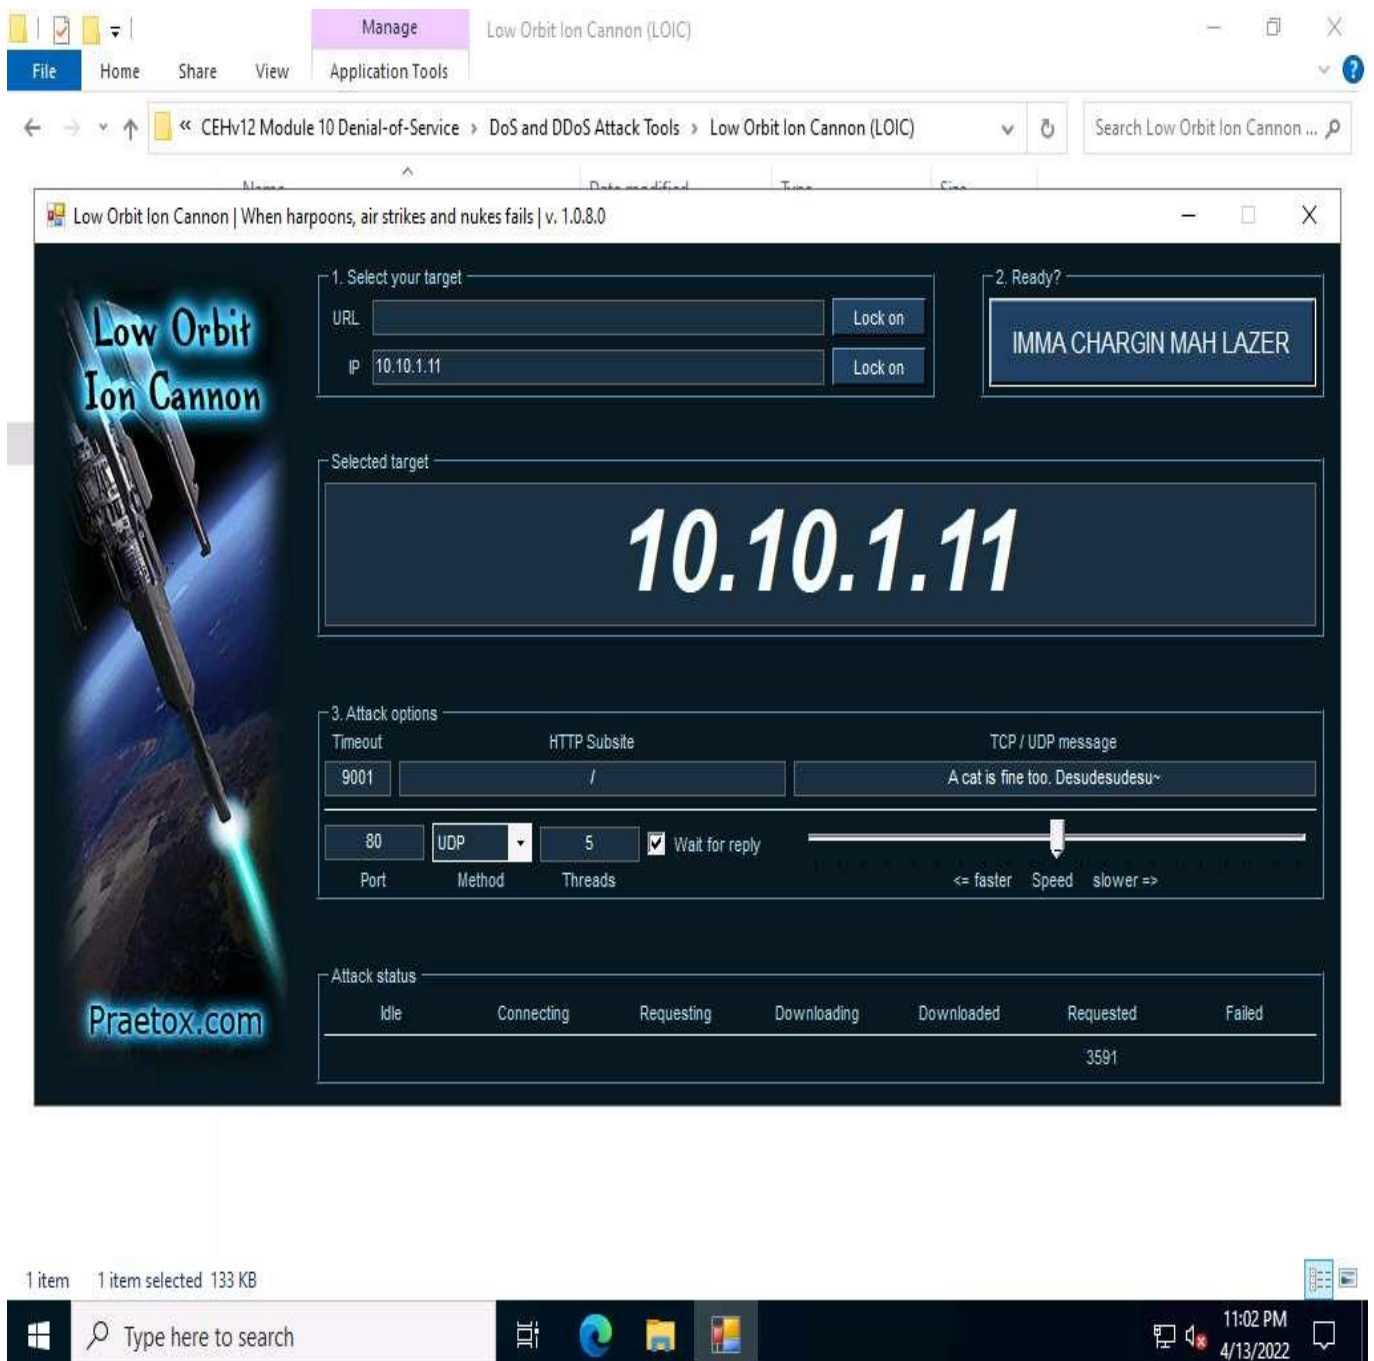 Manage
Low Orbit Ion Cannon (LOIC)
File Home Share View Application Tools
« CEHv12 Module 10 Denial-of-Service › DoS and DDoS Attack Tools › Low Orbit Ion Cannon (LOIC)
Search Low Orbit Ion Cannon ...
Name Date modified Type Size
Low Orbit Ion Cannon | When harpoons, air strikes and nukes fails | v. 1.0.8.0
Low Orbit
Ion Cannon
Praetox.com
1. Select your target
URL Lock on
IP 10.10.1.11 Lock on
2. Ready?
IMMA CHARGIN MAH LAZER
Selected target
10.10.1.11
3. Attack options
Timeout HTTP Subsite TCP / UDP message
9001 / A cat is fine too. Desudesudesu~
80 UDP 5 Wait for reply
Port Method Threads <= faster Speed slower =>
Attack status
Idle Connecting Requesting Downloading Downloaded Requested Failed
3591
1 item 1 item selected 133 KB
Type here to search
11:02 PM
4/13/2022